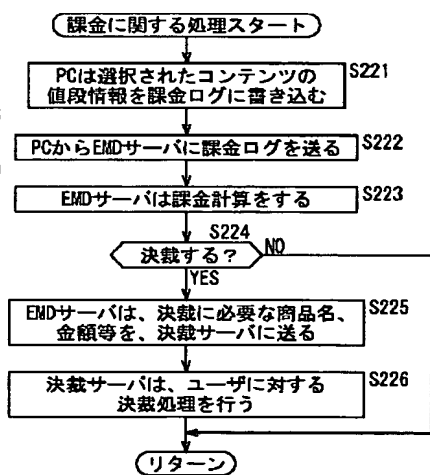 課金に関する処理スタート
S221
PCは選択されたコンテンツの
値段情報を課金ログに書き込む
S222
PCからEMDサーバに課金ログを送る
S223
EMDサーバは課金計算をする
S224
決裁する?
NO
YES
S225
EMDサーバは、決裁に必要な商品名、
金額等を、決裁サーバに送る
S226
決裁サーバは、ユーザに対する
決裁処理を行う
リターン